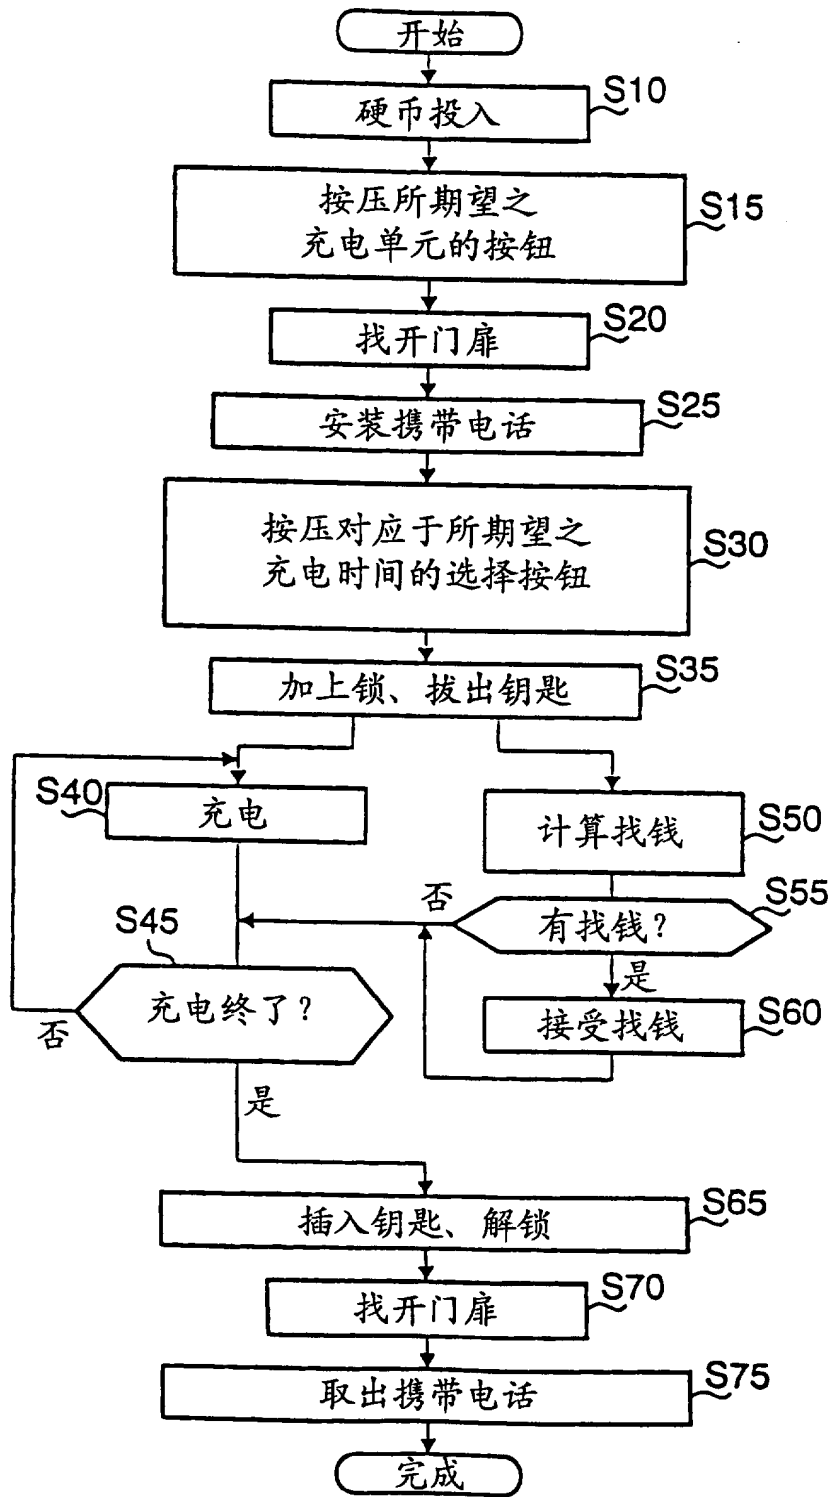 开始
硬币投入
S10
按压所期望之
充电单元的按钮
S15
找开门扉
S20
安装携带电话
S25
按压对应于所期望之
充电时间的选择按钮
S30
加上锁、拔出钥匙
S35
S40
充电
计算找钱
S50
否
有找钱？
S55
S45
充电终了？
否
是
接受找钱
S60
是
插入钥匙、解锁
S65
找开门扉
S70
取出携带电话
S75
完成